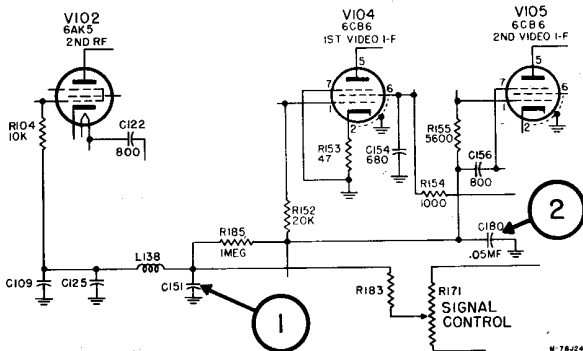 V102
6AK5
2ND RF
V104
6CB6
1ST VIDEO I-F
V105
6CB6
2ND VIDEO I-F
5
7
6
1
2
5
7
6
1
2
R104
10K
C122
800
R153
47
C154
680
R155
5600
C156
800
R154
1000
R152
20K
2
R185
1MEG
C180
.05MF
L138
C109
C125
C151
1
R183
R171
SIGNAL
CONTROL